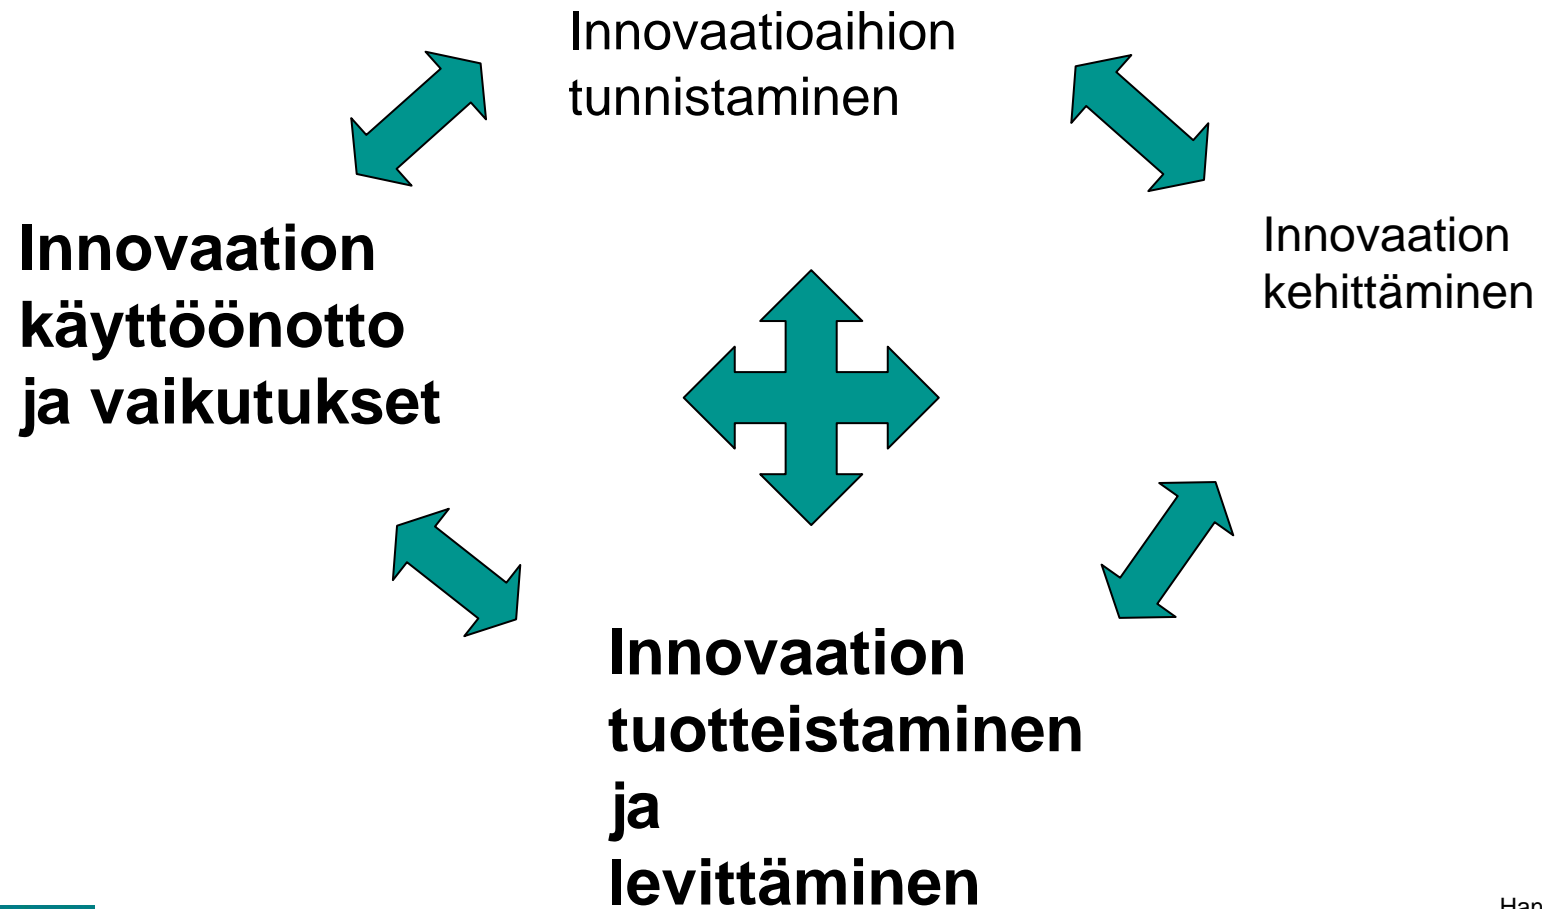 Innovaatioaihion
tunnistaminen
Innovaation
kehittäminen
Innovaation
käyttöönotto
ja vaikutukset
Innovaation
tuotteistaminen
ja
levittäminen